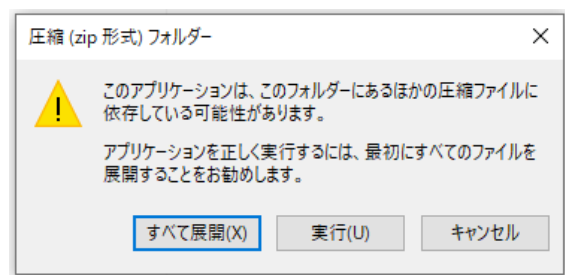 圧縮 (zip 形式) フォルダー
このアプリケーションは、このフォルダーにあるほかの圧縮ファイルに
依存している可能性があります。
アプリケーションを正しく実行するには、最初にすべてのファイルを
展開することをお勧めします。
すべて展開(X)
実行(U)
キャンセル